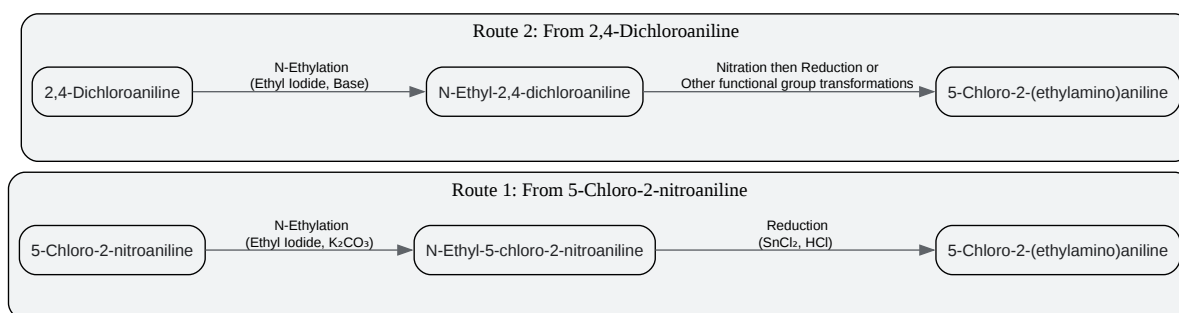 Route 2: From 2,4-Dichloroaniline
2,4-Dichloroaniline
N-Ethylation
(Ethyl Iodide, Base)
N-Ethyl-2,4-dichloroaniline
Nitration then Reduction or
Other functional group transformations
5-Chloro-2-(ethylamino)aniline
Route 1: From 5-Chloro-2-nitroaniline
5-Chloro-2-nitroaniline
N-Ethylation
(Ethyl Iodide, K₂CO₃)
N-Ethyl-5-chloro-2-nitroaniline
Reduction
(SnCl₂, HCl)
5-Chloro-2-(ethylamino)aniline